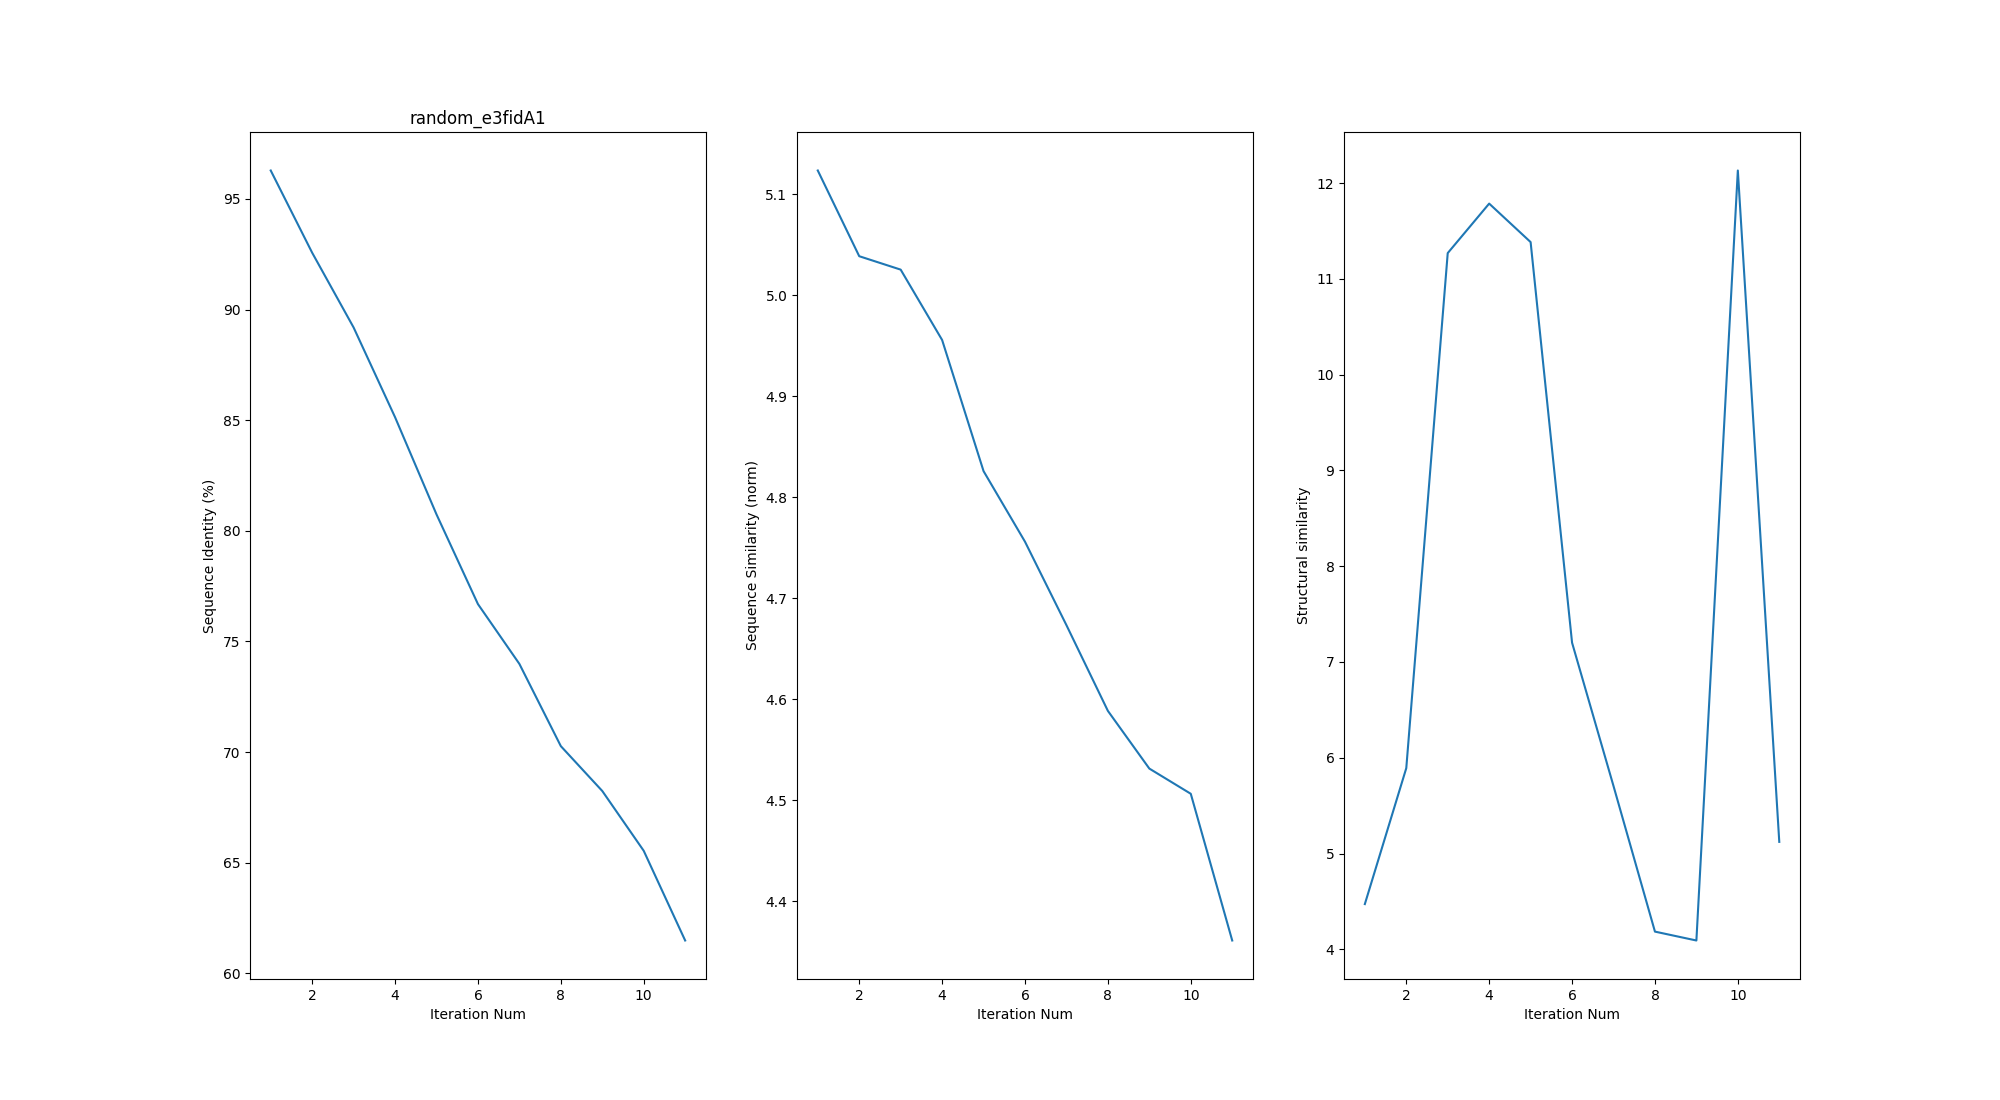 random_e3fidA1
Sequence Identity (%)
95
90
85
80
75
70
65
60
2 4 6 8 10
Iteration Num
Sequence Similarity (norm)
5.1
5.0
4.9
4.8
4.7
4.6
4.5
4.4
2 4 6 8 10
Iteration Num
Structural similarity
12
11
10
9
8
7
6
5
4
2 4 6 8 10
Iteration Num